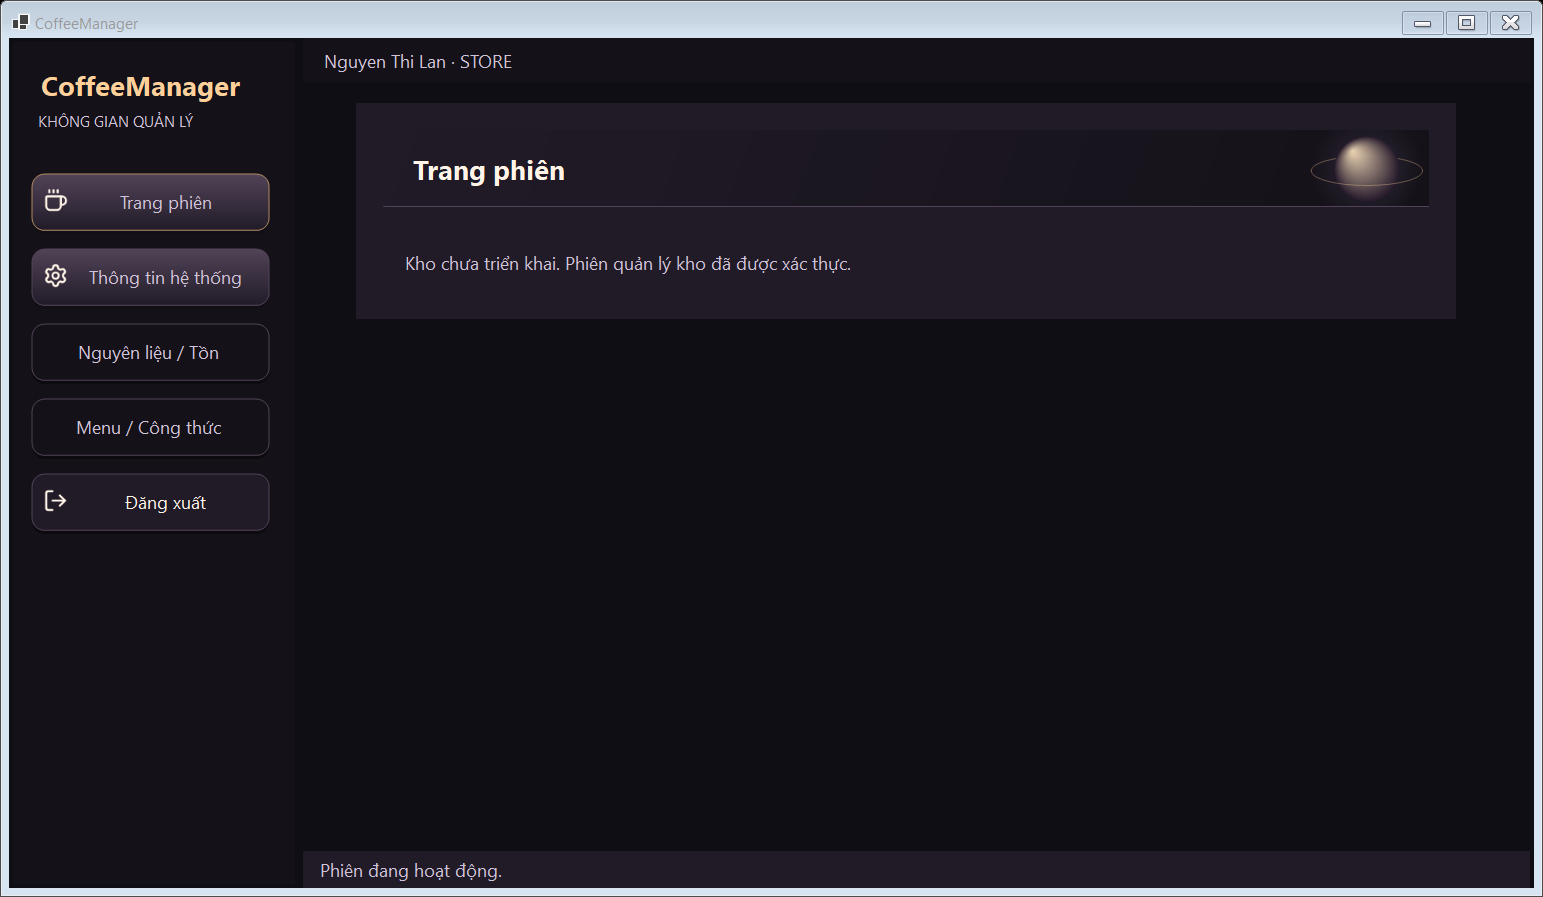 CoffeeManager
CoffeeManager
KHÔNG GIAN QUẢN LÝ
Trang phiên
Thông tin hệ thống
Nguyên liệu / Tồn
Menu / Công thức
Đăng xuất
Nguyen Thi Lan · STORE
Trang phiên
Kho chưa triển khai. Phiên quản lý kho đã được xác thực.
Phiên đang hoạt động.